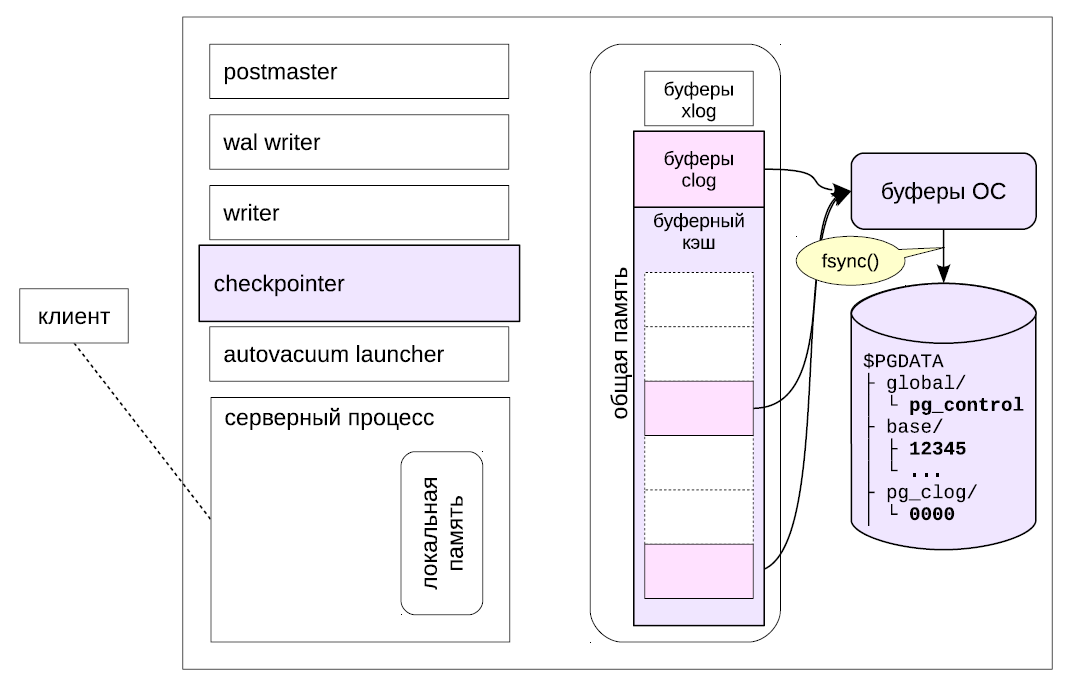 postmaster
wal writer
writer
checkpointer
клиент
autovacuum launcher
серверный процесс
локальная
память
общая память
буферы
xlog
буферы
clog
буферный
кэш
буферы ОС
fsync()
$PGDATA
├ global/
│ └ pg_control
├ base/
│ ├ 12345
│ └ ...
├ pg_clog/
│ └ 0000